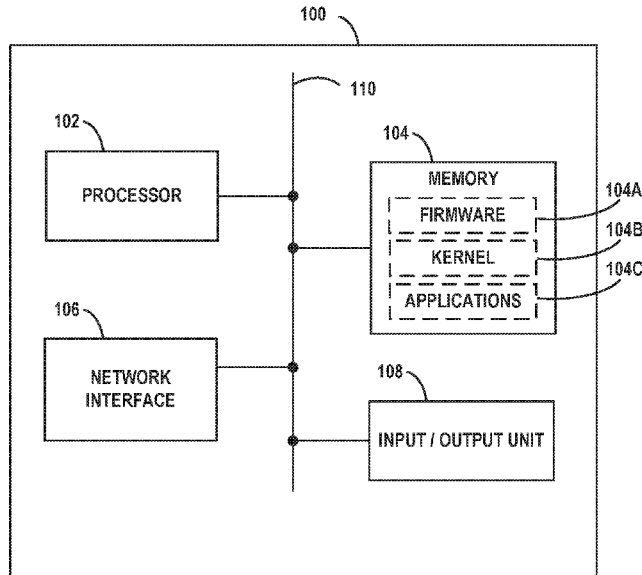 100
110
102
PROCESSOR
104
MEMORY
FIRMWARE
104A
KERNEL
104B
APPLICATIONS
104C
106
NETWORK
INTERFACE
108
INPUT / OUTPUT UNIT